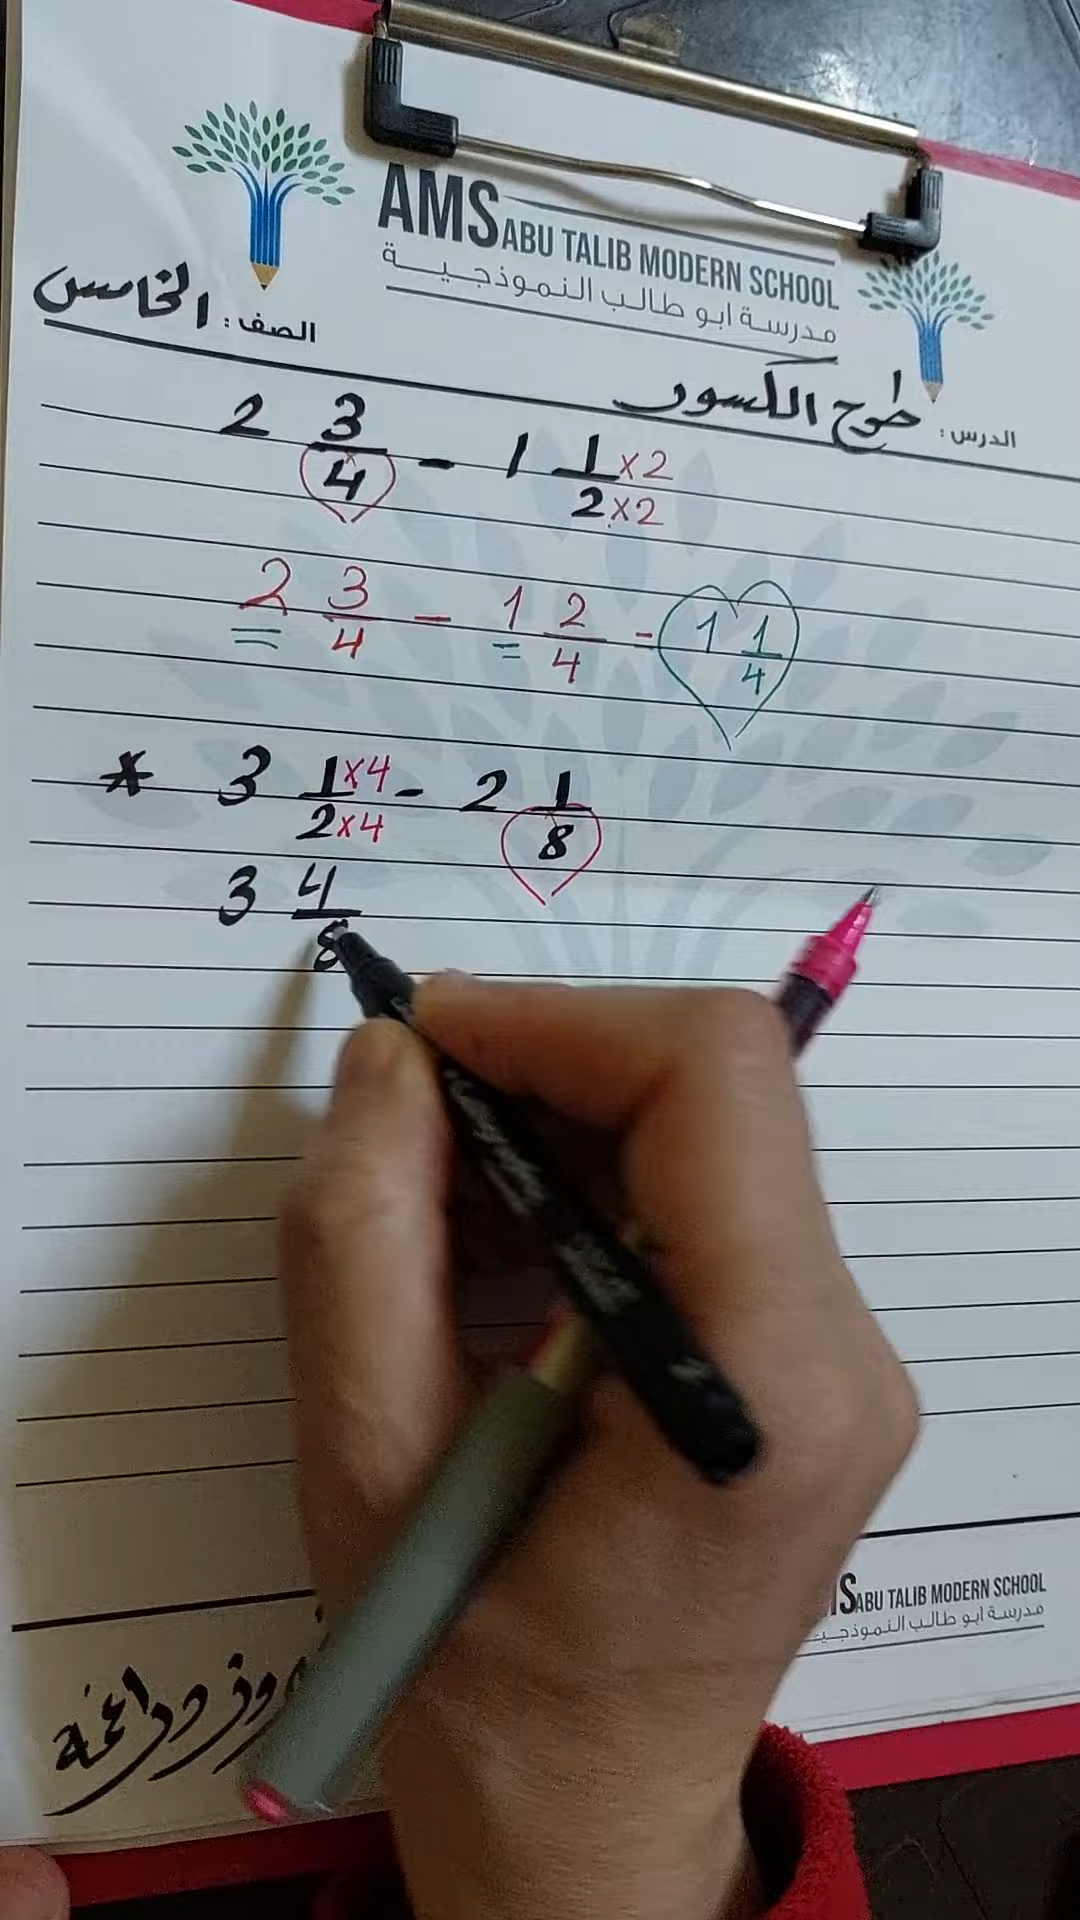 AMS ABU TALIB MODERN SCHOOL
مدرسة ابو طالب النموذجية
الصف: الخامس
الدرس: طرح الكسور
2 3/4 - 1 1×2/2×2
2 3/4 - 1 2/4 = 1 1/4
* 3 1×4/2×4 - 2 1/8
3 4/8
MS ABU TALIB MODERN SCHOOL
مدرسة ابو طالب النموذجية